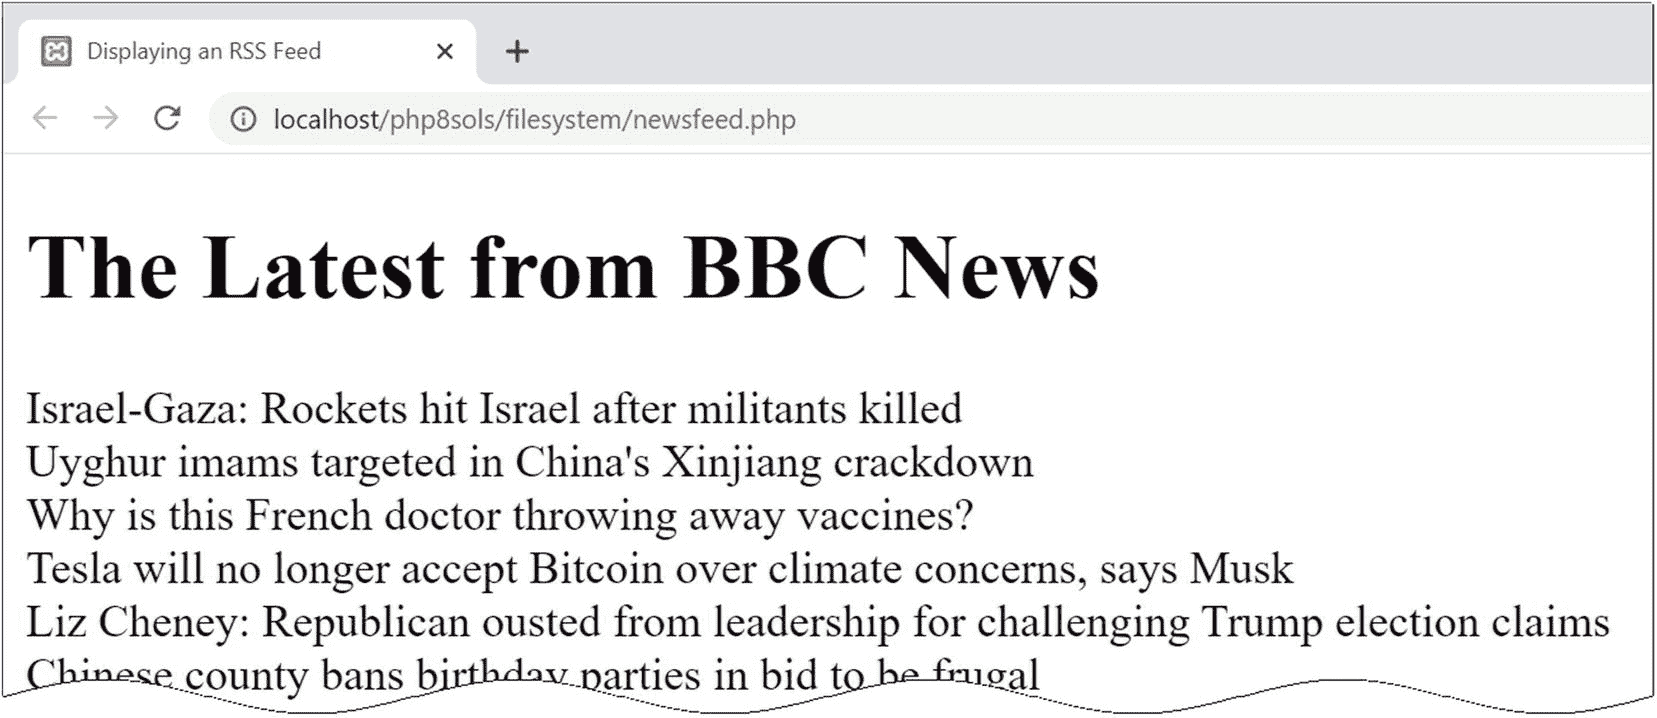 Displaying an RSS Feed
localhost/php8sols/filesystem/newsfeed.php
The Latest from BBC News
Israel-Gaza: Rockets hit Israel after militants killed
Uyghur imams targeted in China's Xinjiang crackdown
Why is this French doctor throwing away vaccines?
Tesla will no longer accept Bitcoin over climate concerns, says Musk
Liz Cheney: Republican ousted from leadership for challenging Trump election claims
Chinese county bans birthday parties in bid to be frugal